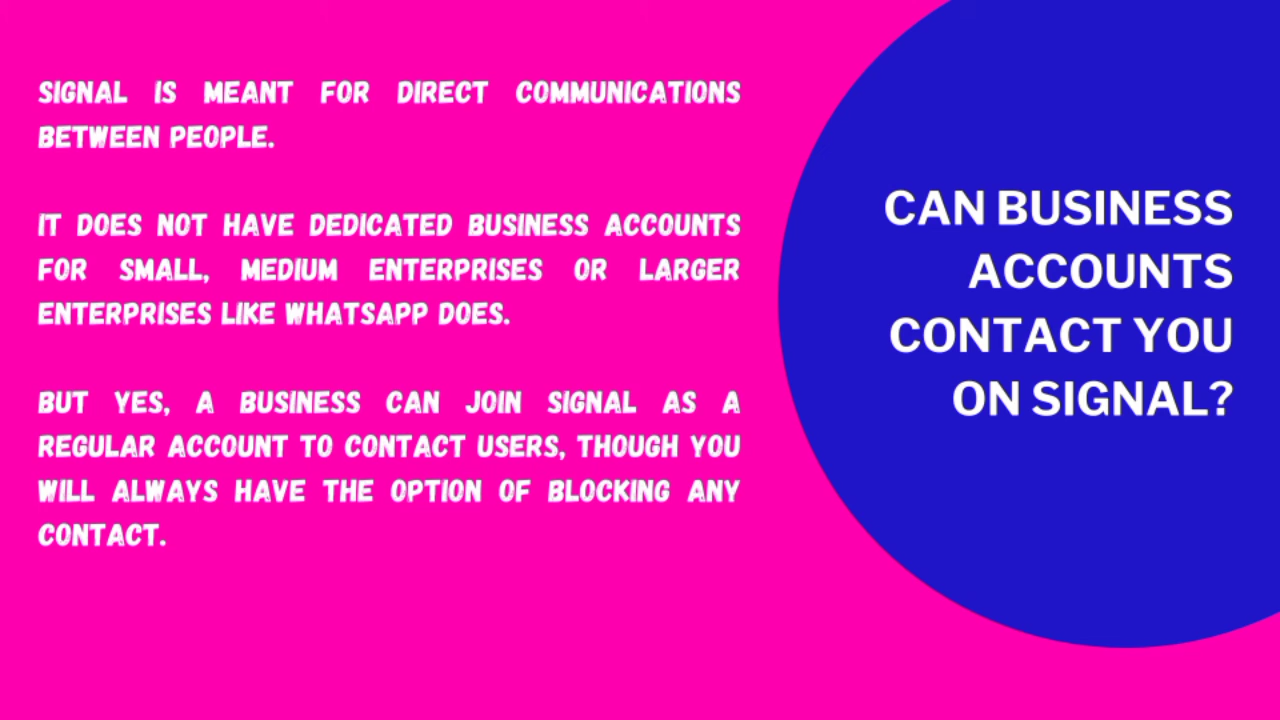 SIGNAL IS MEANT FOR DIRECT COMMUNICATIONS
BETWEEN PEOPLE.
IT DOES NOT HAVE DEDICATED BUSINESS ACCOUNTS
FOR SMALL, MEDIUM ENTERPRISES OR LARGER
ENTERPRISES LIKE WHATSAPP DOES.
BUT YES, A BUSINESS CAN JOIN SIGNAL AS A
REGULAR ACCOUNT TO CONTACT USERS, THOUGH YOU
WILL ALWAYS HAVE THE OPTION OF BLOCKING ANY
CONTACT.
CAN BUSINESS
ACCOUNTS
CONTACT YOU
ON SIGNAL?